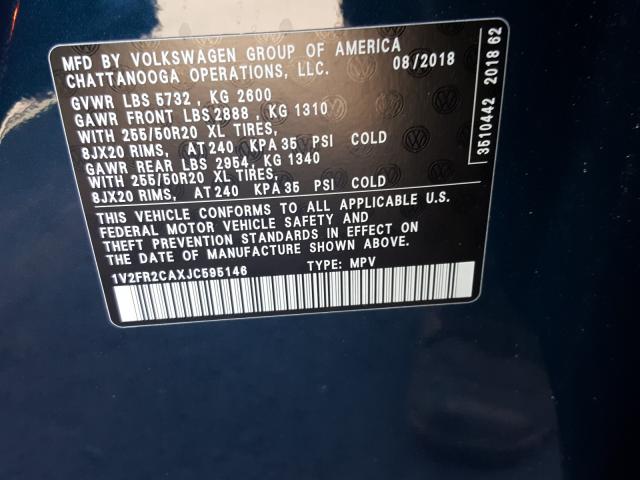 MFD BY VOLKSWAGEN GROUP OF AMERICA
CHATTANOOGA OPERATIONS, LLC. 08/2018
GVWR LBS 5732 , KG 2600
GAWR FRONT LBS 2888 , KG 1310
WITH 255/50R20 XL TIRES,
8JX20 RIMS, AT 240 KPA 35 PSI COLD
GAWR REAR LBS 2954, KG 1340
WITH 255/50R20 XL TIRES,
8JX20 RIMS, AT 240 KPA 35 PSI COLD
THIS VEHICLE CONFORMS TO ALL APPLICABLE U.S.
FEDERAL MOTOR VEHICLE SAFETY AND
THEFT PREVENTION STANDARDS IN EFFECT ON
THE DATE OF MANUFACTURE SHOWN ABOVE.
1V2FR2CAXJC595146 TYPE: MPV
3510442 2018 62